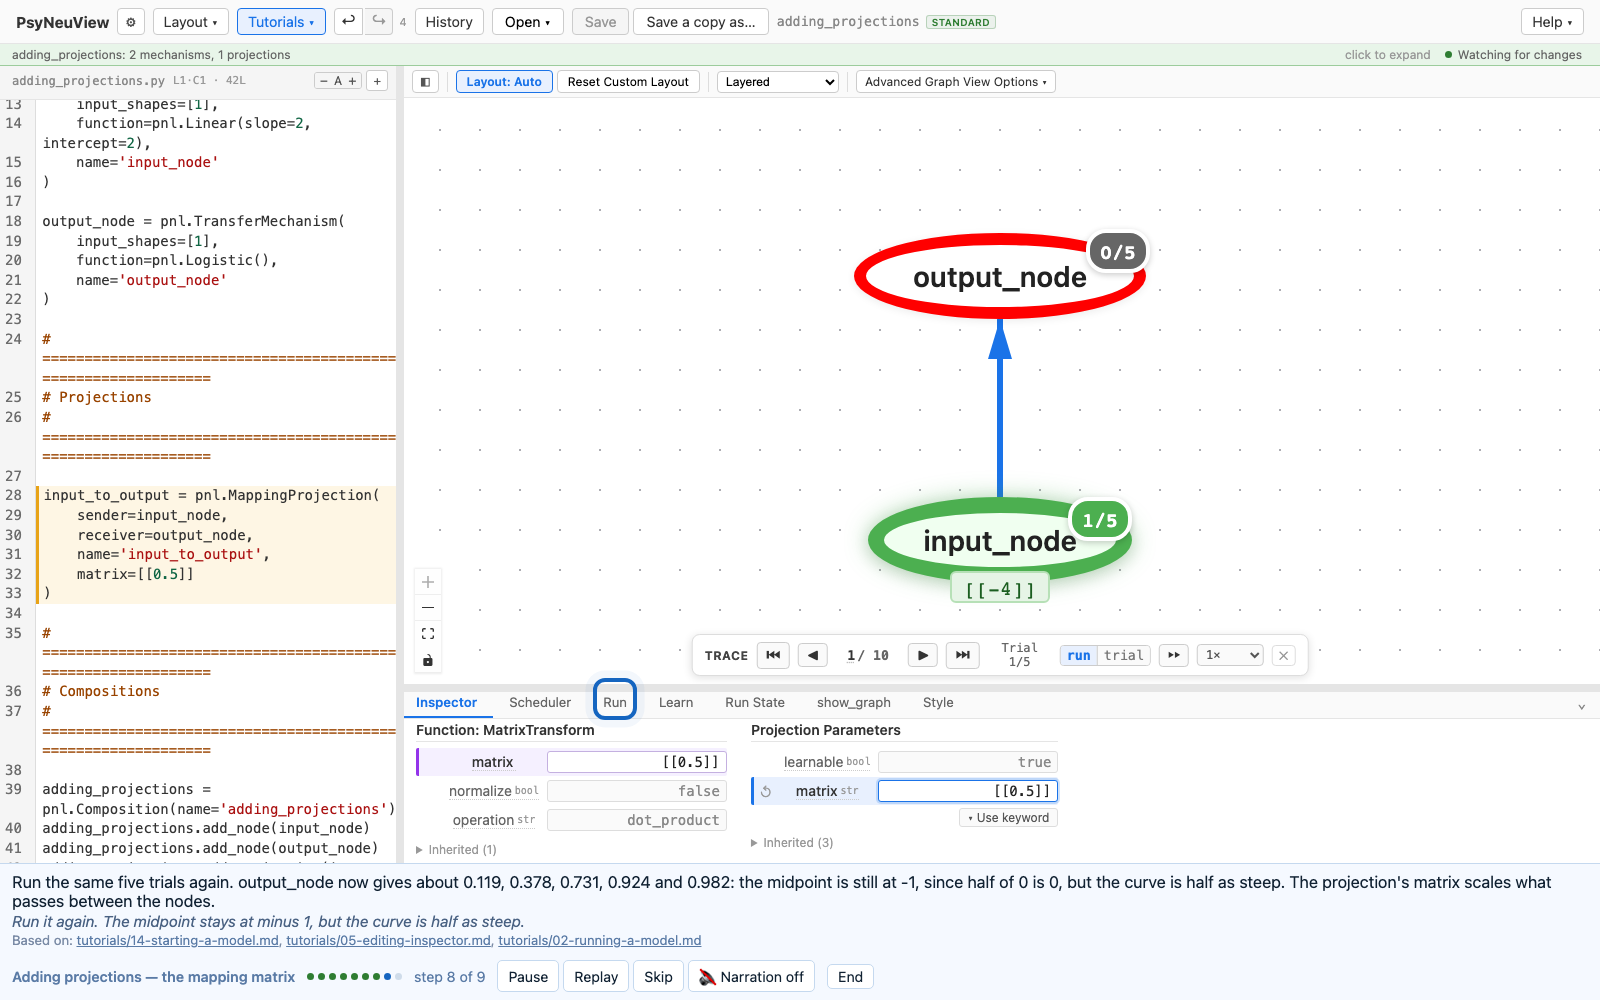 PsyNeuView ⚙ Layout ▾ Tutorials ▾ ↩ ↪ 4 History Open ▾ Save Save a copy as... adding_projections STANDARD Help ▾
adding_projections: 2 mechanisms, 1 projections click to expand ● Watching for changes
adding_projections.py L1·C1 · 42L − A + +
Layout: Auto Reset Custom Layout Layered Advanced Graph View Options ▾
13 input_shapes=[1],
14 function=pnl.Linear(slope=2,
intercept=2),
15 name='input_node'
16 )
17
18 output_node = pnl.TransferMechanism(
19 input_shapes=[1],
20 function=pnl.Logistic(),
21 name='output_node'
22 )
23
24 #
==========================================
====================
25 # Projections
26 #
==========================================
====================
27
28 input_to_output = pnl.MappingProjection(
29 sender=input_node,
30 receiver=output_node,
31 name='input_to_output',
32 matrix=[[0.5]]
33 )
34
35 #
==========================================
====================
36 # Compositions
37 #
==========================================
====================
38
39 adding_projections =
pnl.Composition(name='adding_projections')
40 adding_projections.add_node(input_node)
41 adding_projections.add_node(output_node)
0/5
output_node
1/5
input_node
[[-4]]
TRACE 1 / 10 Trial 1/5 run trial 1×
Inspector Scheduler Run Learn Run State show_graph Style
Function: MatrixTransform
matrix [[0.5]]
normalize bool false
operation str dot_product
▶ Inherited (1)
Projection Parameters
learnable bool true
matrix str [[0.5]]
▾ Use keyword
▶ Inherited (3)
Run the same five trials again. output_node now gives about 0.119, 0.378, 0.731, 0.924 and 0.982: the midpoint is still at -1, since half of 0 is 0, but the curve is half as steep. The projection's matrix scales what
passes between the nodes.
Run it again. The midpoint stays at minus 1, but the curve is half as steep.
Based on: tutorials/14-starting-a-model.md, tutorials/05-editing-inspector.md, tutorials/02-running-a-model.md
Adding projections — the mapping matrix step 8 of 9 Pause Replay Skip Narration off End